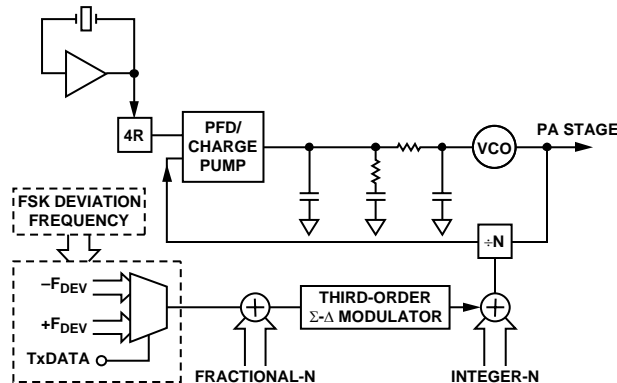 4R
PFD/
CHARGE
PUMP
VCO
PA STAGE
FSK DEVIATION
FREQUENCY
÷N
–FDEV
+FDEV
TxDATA
THIRD-ORDER
Σ-Δ MODULATOR
FRACTIONAL-N
INTEGER-N